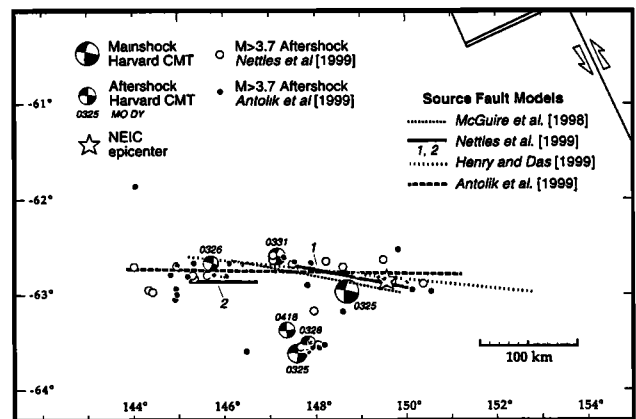 Mainshock
Harvard CMT
M>3.7 Aftershock
Nettles et al [1999]
Aftershock
Harvard CMT
0325 MO DY
M>3.7 Aftershock
Antolik et al [1999]
NEIC
epicenter
Source Fault Models
McGuire et al. [1998]
Nettles et al. [1999]
1, 2
Henry and Das [1999]
Antolik et al. [1999]
-61°
-62°
-63°
-64°
0326
0331
1
2
0325
0418
0328
0325
100 km
144°
146°
148°
150°
152°
154°